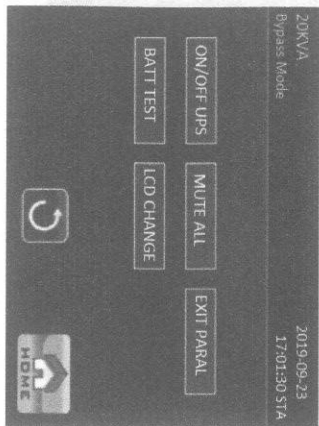 20KVA 2019-09-23
Bypass Mode 17:01:30 STA
ON/OFF UPS MUTE ALL EXIT PARAL
BATT TEST LCD CHANGE
HOME